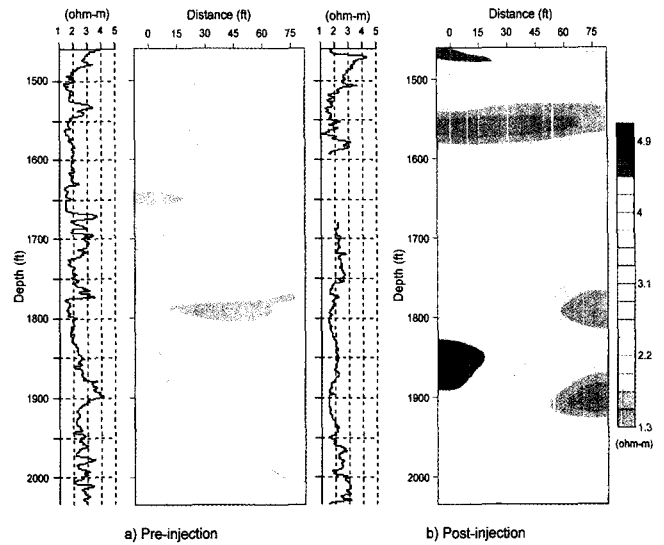 (ohm-m) Distance (ft) (ohm-m) Distance (ft)
1 2 3 4 5 0 15 30 45 60 75 1 2 3 4 5 0 15 30 45 60 75
1500 1500
1600 1600
1700 1700
1800 1800
1900 1900
2000 2000
Depth (ft) Depth (ft)
4.9
4
3.1
2.2
1.3
(ohm-m)
a) Pre-injection b) Post-injection